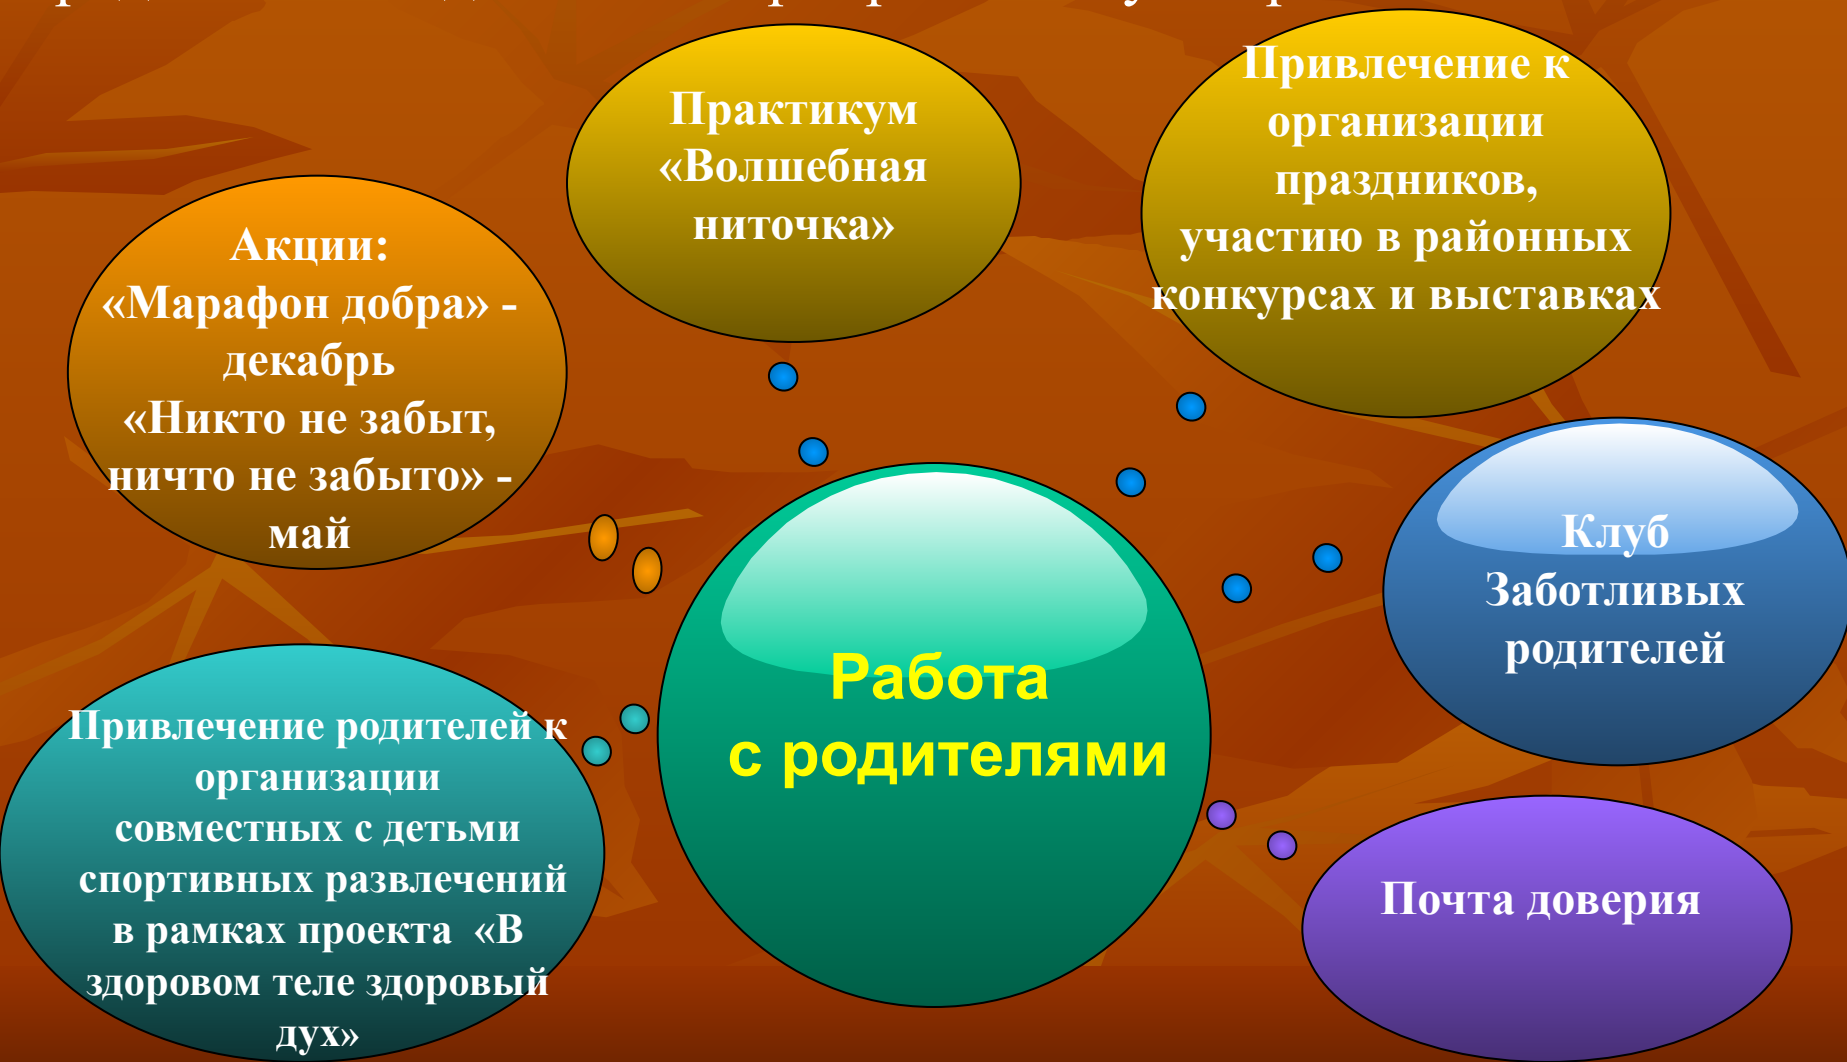 Практикум
«Волшебная
ниточка»
Привлечение к
организации
праздников,
участию в районных
конкурсах и выставках
Акции:
«Марафон добра» -
декабрь
«Никто не забыт,
ничто не забыто» -
май
Клуб
Заботливых
родителей
Работа
с родителями
Привлечение родителей к
организации
совместных с детьми
спортивных развлечений
в рамках проекта «В
здоровом теле здоровый
дух»
Почта доверия